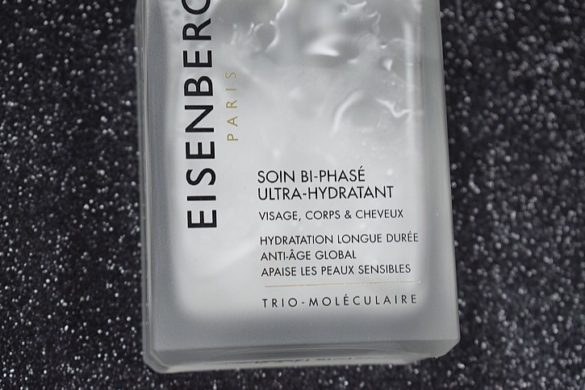 EISENBERG
PARIS
SOIN BI-PHASÉ
ULTRA-HYDRATANT
VISAGE, CORPS & CHEVEUX
HYDRATATION LONGUE DURÉE
ANTI-ÂGE GLOBAL
APAISE LES PEAUX SENSIBLES
TRIO-MOLÉCULAIRE